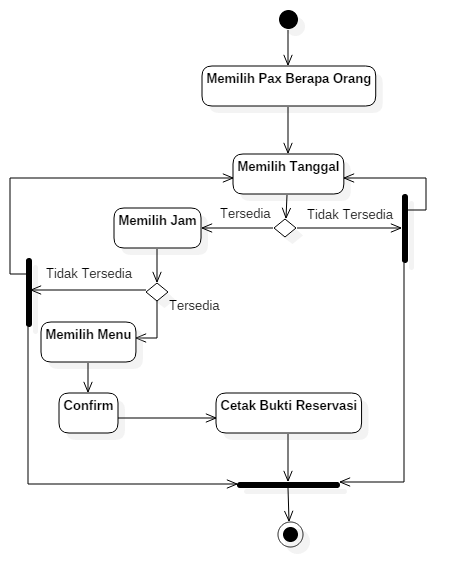 Memilih Pax Berapa Orang
Memilih Tanggal
Tersedia
Tidak Tersedia
Memilih Jam
Tidak Tersedia
Tersedia
Memilih Menu
Confirm
Cetak Bukti Reservasi